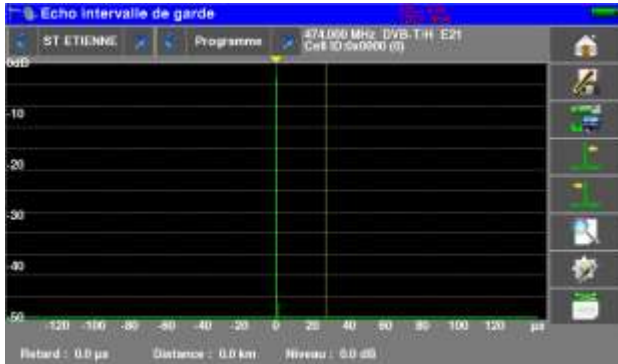 Echo intervalle de garde
ST ETIENNE Programme 474.000 MHz DVB-T/H E21
Cell ID:0x0000 (0)
0dB
-10
-20
-30
-40
-50
-120 -100 -80 -60 -40 -20 0 20 40 60 80 100 120 µs
Retard : 0.0 µs Distance : 0.0 km Niveau : 0.0 dB